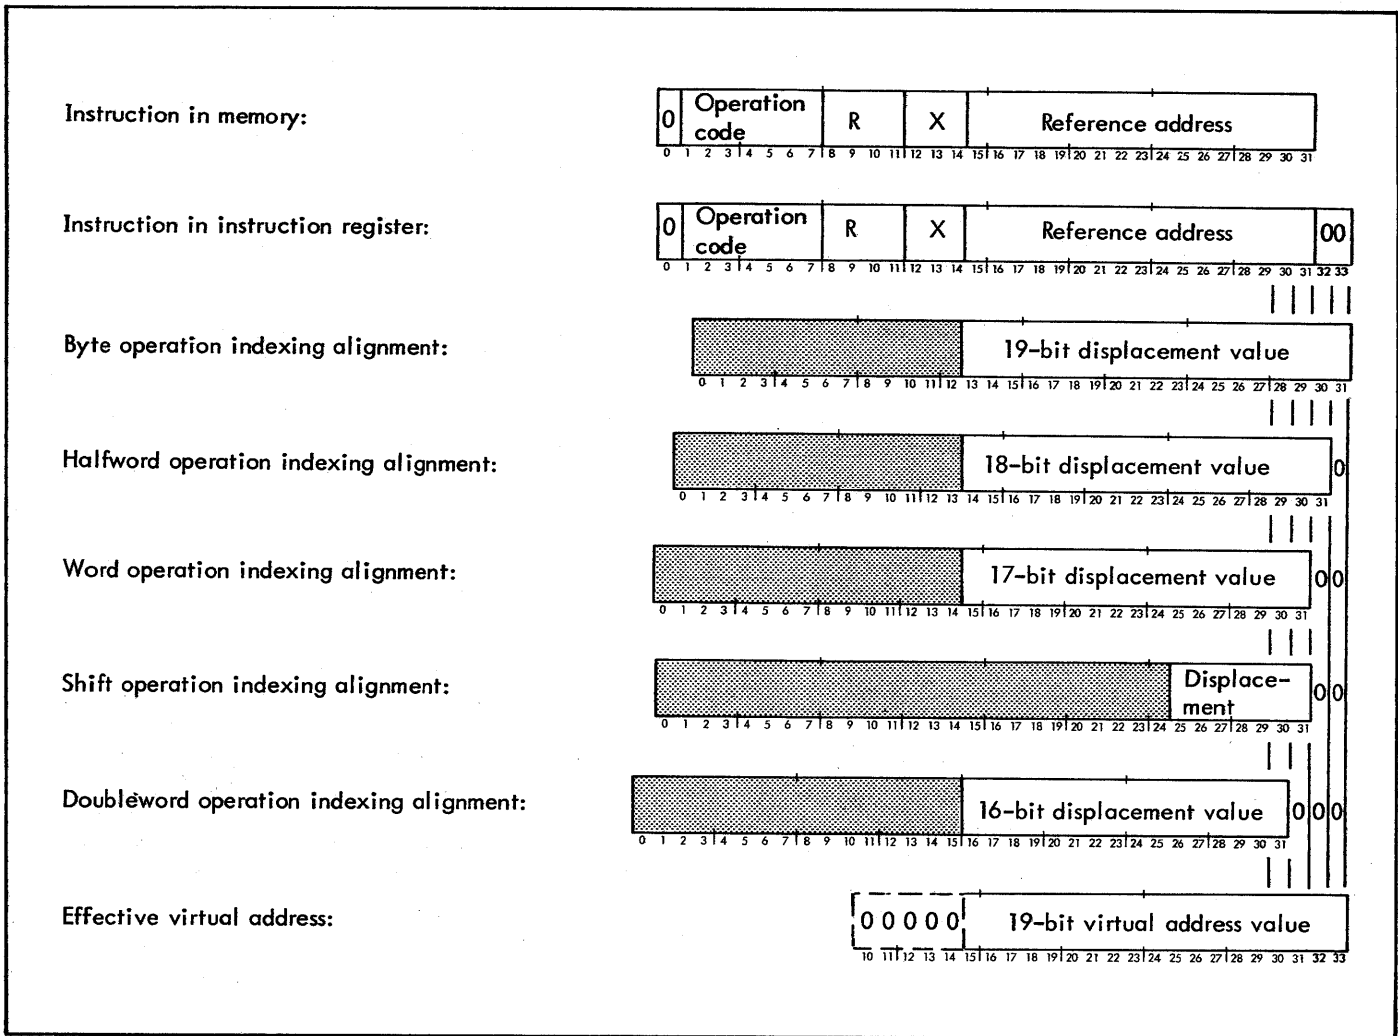 Instruction in memory:
0 Operation code R X Reference address
0 1 2 3 4 5 6 7 8 9 10 11 12 13 14 15 16 17 18 19 20 21 22 23 24 25 26 27 28 29 30 31
Instruction in instruction register:
0 Operation code R X Reference address 00
0 1 2 3 4 5 6 7 8 9 10 11 12 13 14 15 16 17 18 19 20 21 22 23 24 25 26 27 28 29 30 31 32 33
Byte operation indexing alignment:
19-bit displacement value
0 1 2 3 4 5 6 7 8 9 10 11 12 13 14 15 16 17 18 19 20 21 22 23 24 25 26 27 28 29 30 31
Halfword operation indexing alignment:
18-bit displacement value 0
0 1 2 3 4 5 6 7 8 9 10 11 12 13 14 15 16 17 18 19 20 21 22 23 24 25 26 27 28 29 30 31
Word operation indexing alignment:
17-bit displacement value 0 0
0 1 2 3 4 5 6 7 8 9 10 11 12 13 14 15 16 17 18 19 20 21 22 23 24 25 26 27 28 29 30 31
Shift operation indexing alignment:
Displace-
ment 0 0
0 1 2 3 4 5 6 7 8 9 10 11 12 13 14 15 16 17 18 19 20 21 22 23 24 25 26 27 28 29 30 31
Doubleword operation indexing alignment:
16-bit displacement value 0 0 0
0 1 2 3 4 5 6 7 8 9 10 11 12 13 14 15 16 17 18 19 20 21 22 23 24 25 26 27 28 29 30 31
Effective virtual address:
0 0 0 0 0 19-bit virtual address value
10 11 12 13 14 15 16 17 18 19 20 21 22 23 24 25 26 27 28 29 30 31 32 33